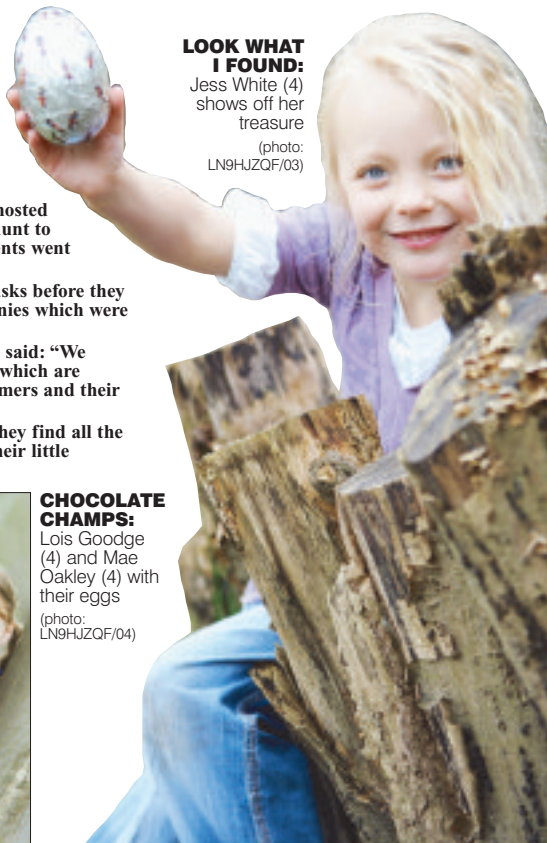 LOOK WHAT
I FOUND:
Jess White (4)
shows off her
treasure
(photo:
LN9HJZQF/03)
hosted
unt to
ents went
sks before they
nies which were
said: “We
which are
mers and their
hey find all the
heir little
CHOCOLATE
CHAMPS:
Lois Goodge
(4) and Mae
Oakley (4) with
their eggs
(photo:
LN9HJZQF/04)